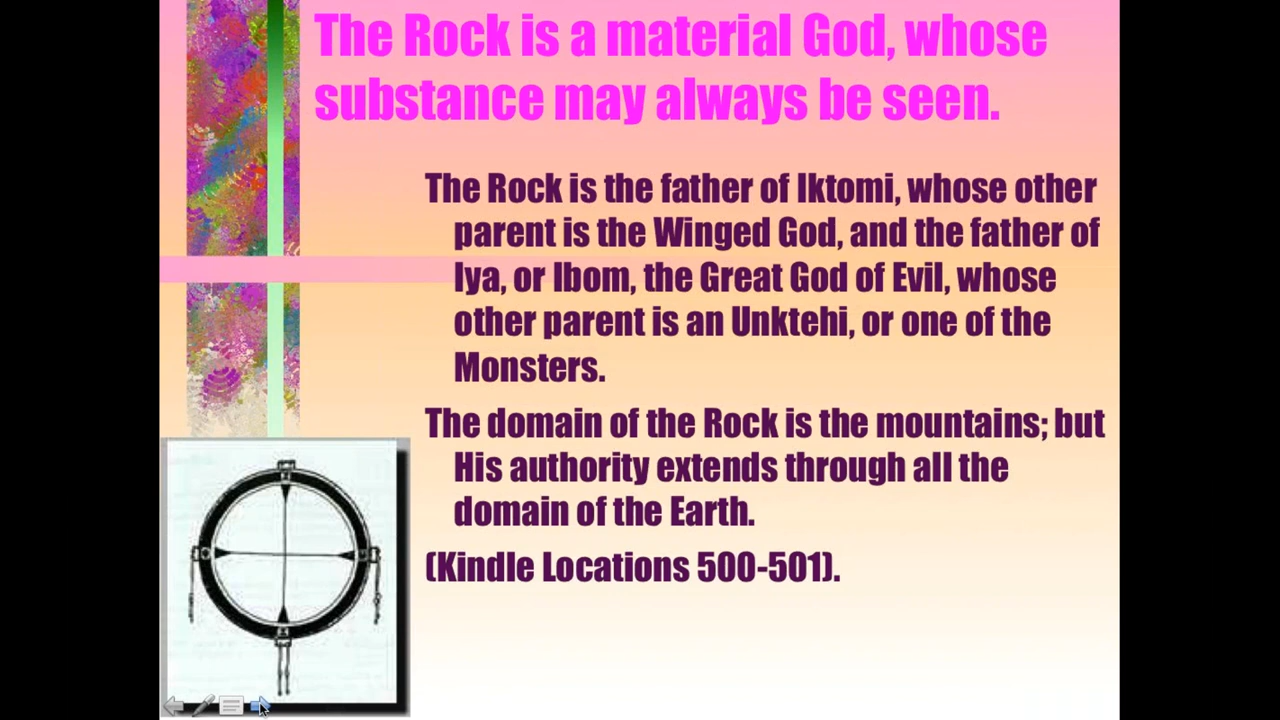 The Rock is a material God, whose
substance may always be seen.
The Rock is the father of Iktomi, whose other
parent is the Winged God, and the father of
Iya, or Ibom, the Great God of Evil, whose
other parent is an Unktehi, or one of the
Monsters.
The domain of the Rock is the mountains; but
His authority extends through all the
domain of the Earth.
(Kindle Locations 500-501).